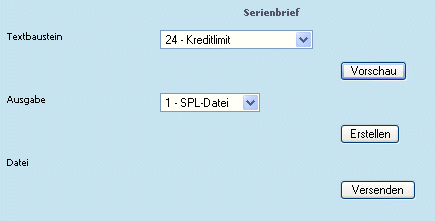 Serienbrief
Textbaustein 24 - Kreditlimit
Vorschau
Ausgabe 1 - SPL-Datei
Erstellen
Datei
Versenden